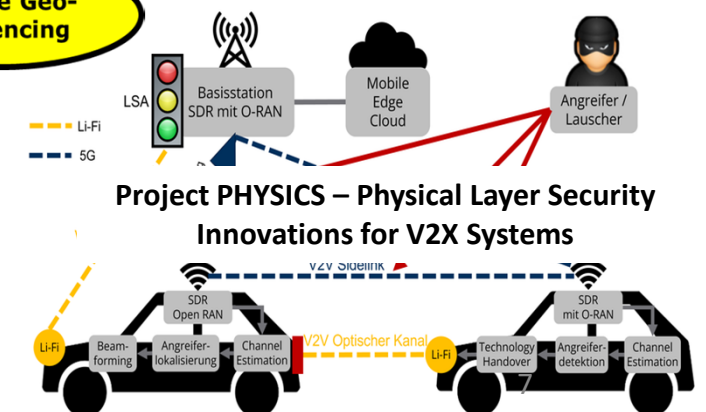 e Geo-
encing
LSA
Basisstation
SDR mit O-RAN
Mobile
Edge
Cloud
Angreifer /
Lauscher
Li-Fi
5G
Project PHYSICS – Physical Layer Security
Innovations for V2X Systems
V2V Sidelink
SDR
Open RAN
Li-Fi
Beam-
forming
Angreifer-
lokalisierung
Channel
Estimation
V2V Optischer Kanal
Li-Fi
SDR
mit O-RAN
Technology
Handover
Angreifer-
detektion
Channel
Estimation
7